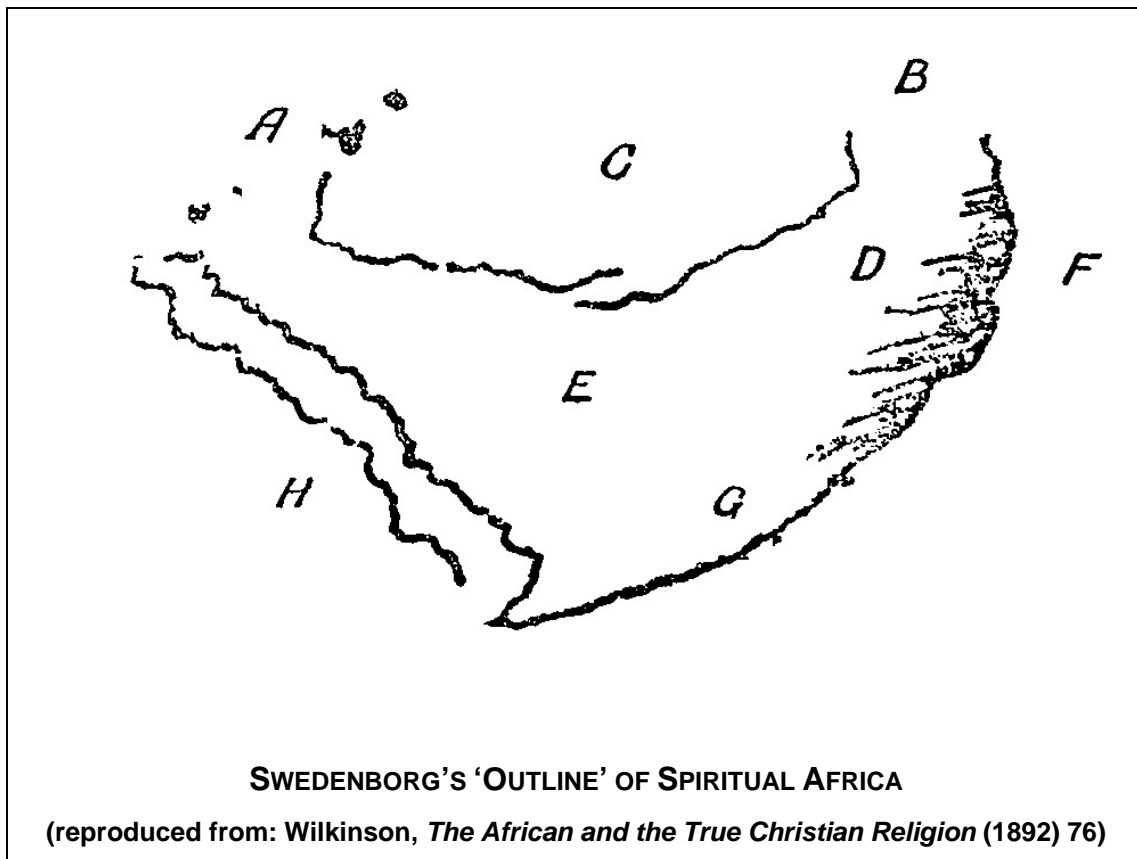 B
A
C
D
F
E
H
G
SWEDENBORG'S 'OUTLINE' OF SPIRITUAL AFRICA
(reproduced from: Wilkinson, The African and the True Christian Religion (1892) 76)